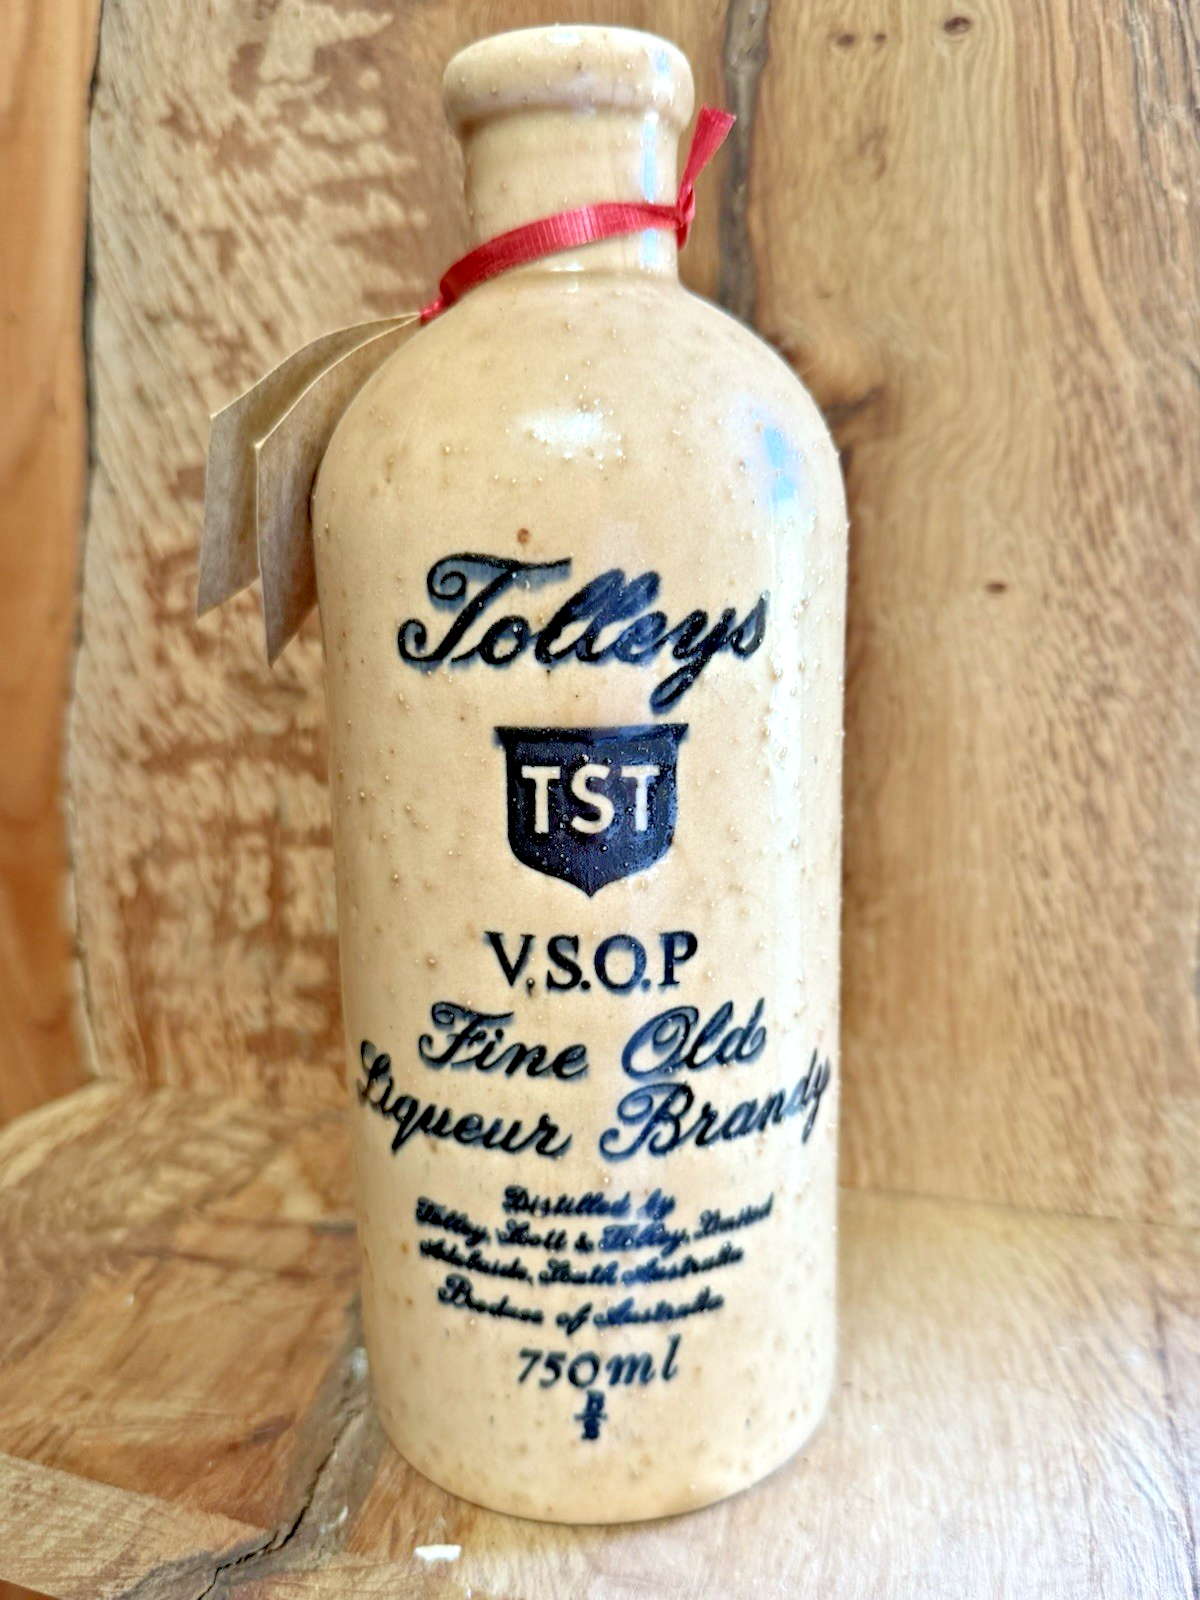 Tolleys
TST
V.S.O.P
Fine Old
Liqueur Brandy
Distilled by
Tolley, Scott & Tolley, Limited
Adelaide, South Australia
Produce of Australia
750ml